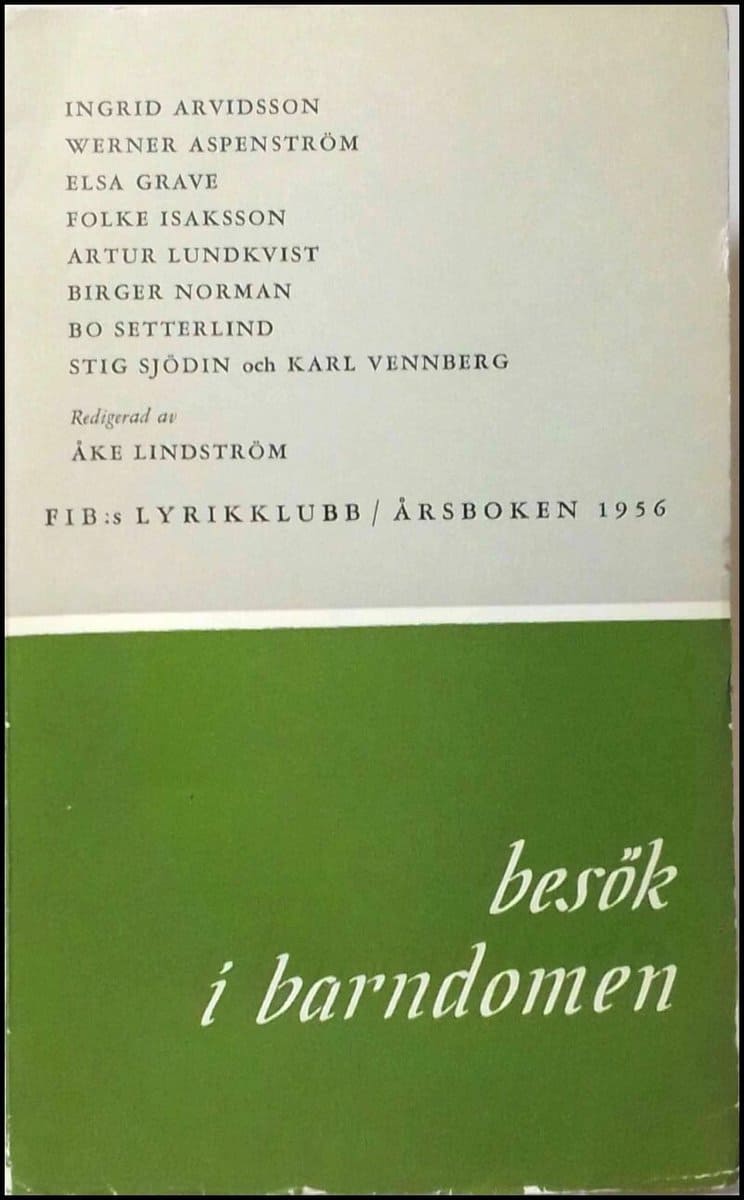 INGRID ARVIDSSON
WERNER ASPENSTRÖM
ELSA GRAVE
FOLKE ISAKSSON
ARTUR LUNDKVIST
BIRGER NORMAN
BO SETTERLIND
STIG SJÖDIN och KARL VENNBERG
Redigerad av
ÅKE LINDSTRÖM
FIB:s LYRIKKLUBB / ÅRSBOKEN 1956
besök
i barndomen